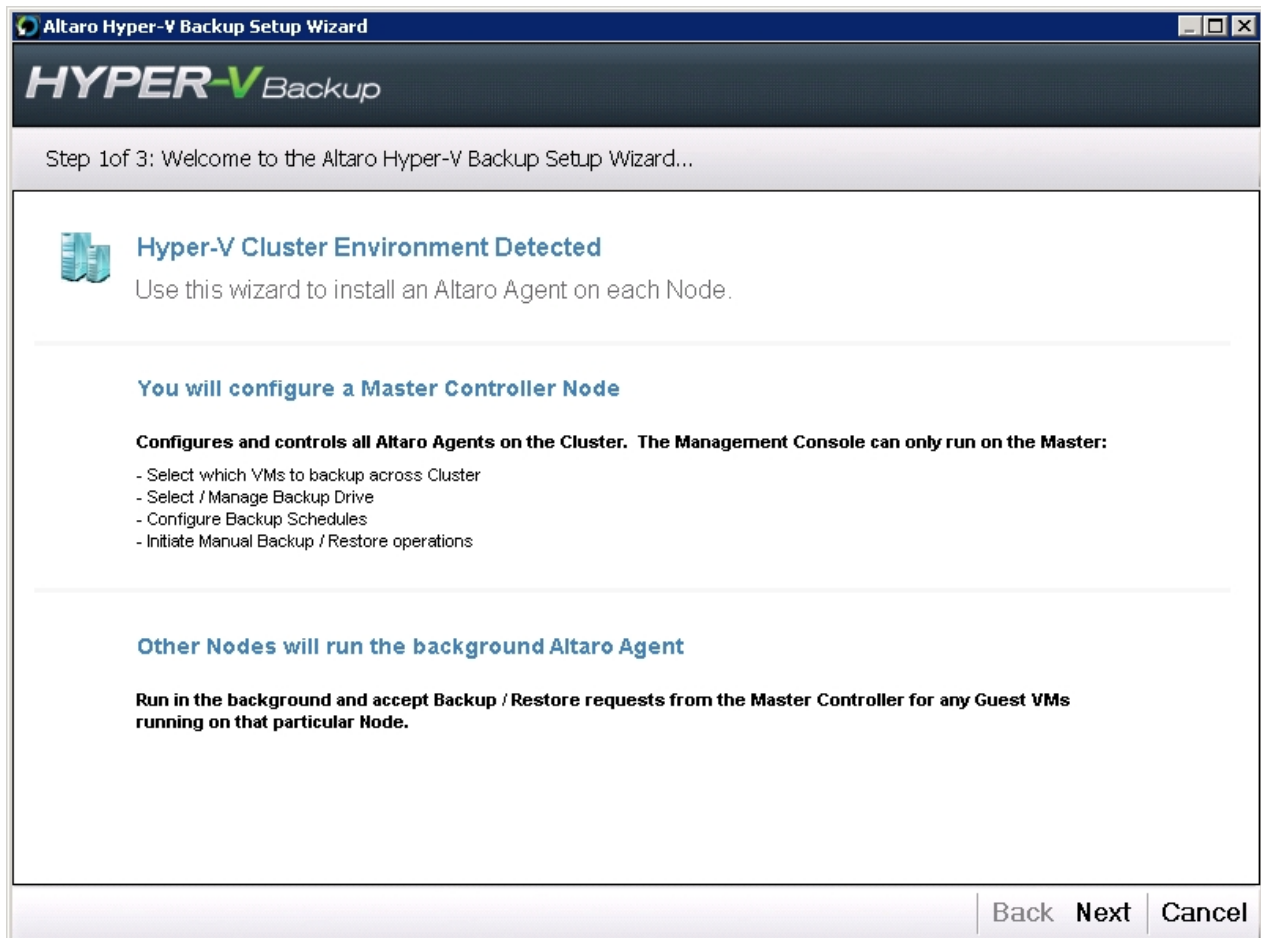 Altaro Hyper-V Backup Setup Wizard
HYPER-V Backup
Step 1of 3: Welcome to the Altaro Hyper-V Backup Setup Wizard...
Hyper-V Cluster Environment Detected
Use this wizard to install an Altaro Agent on each Node.
You will configure a Master Controller Node
Configures and controls all Altaro Agents on the Cluster.  The Management Console can only run on the Master:
- Select which VMs to backup across Cluster
- Select / Manage Backup Drive
- Configure Backup Schedules
- Initiate Manual Backup / Restore operations
Other Nodes will run the background Altaro Agent
Run in the background and accept Backup / Restore requests from the Master Controller for any Guest VMs
running on that particular Node.
Back Next Cancel